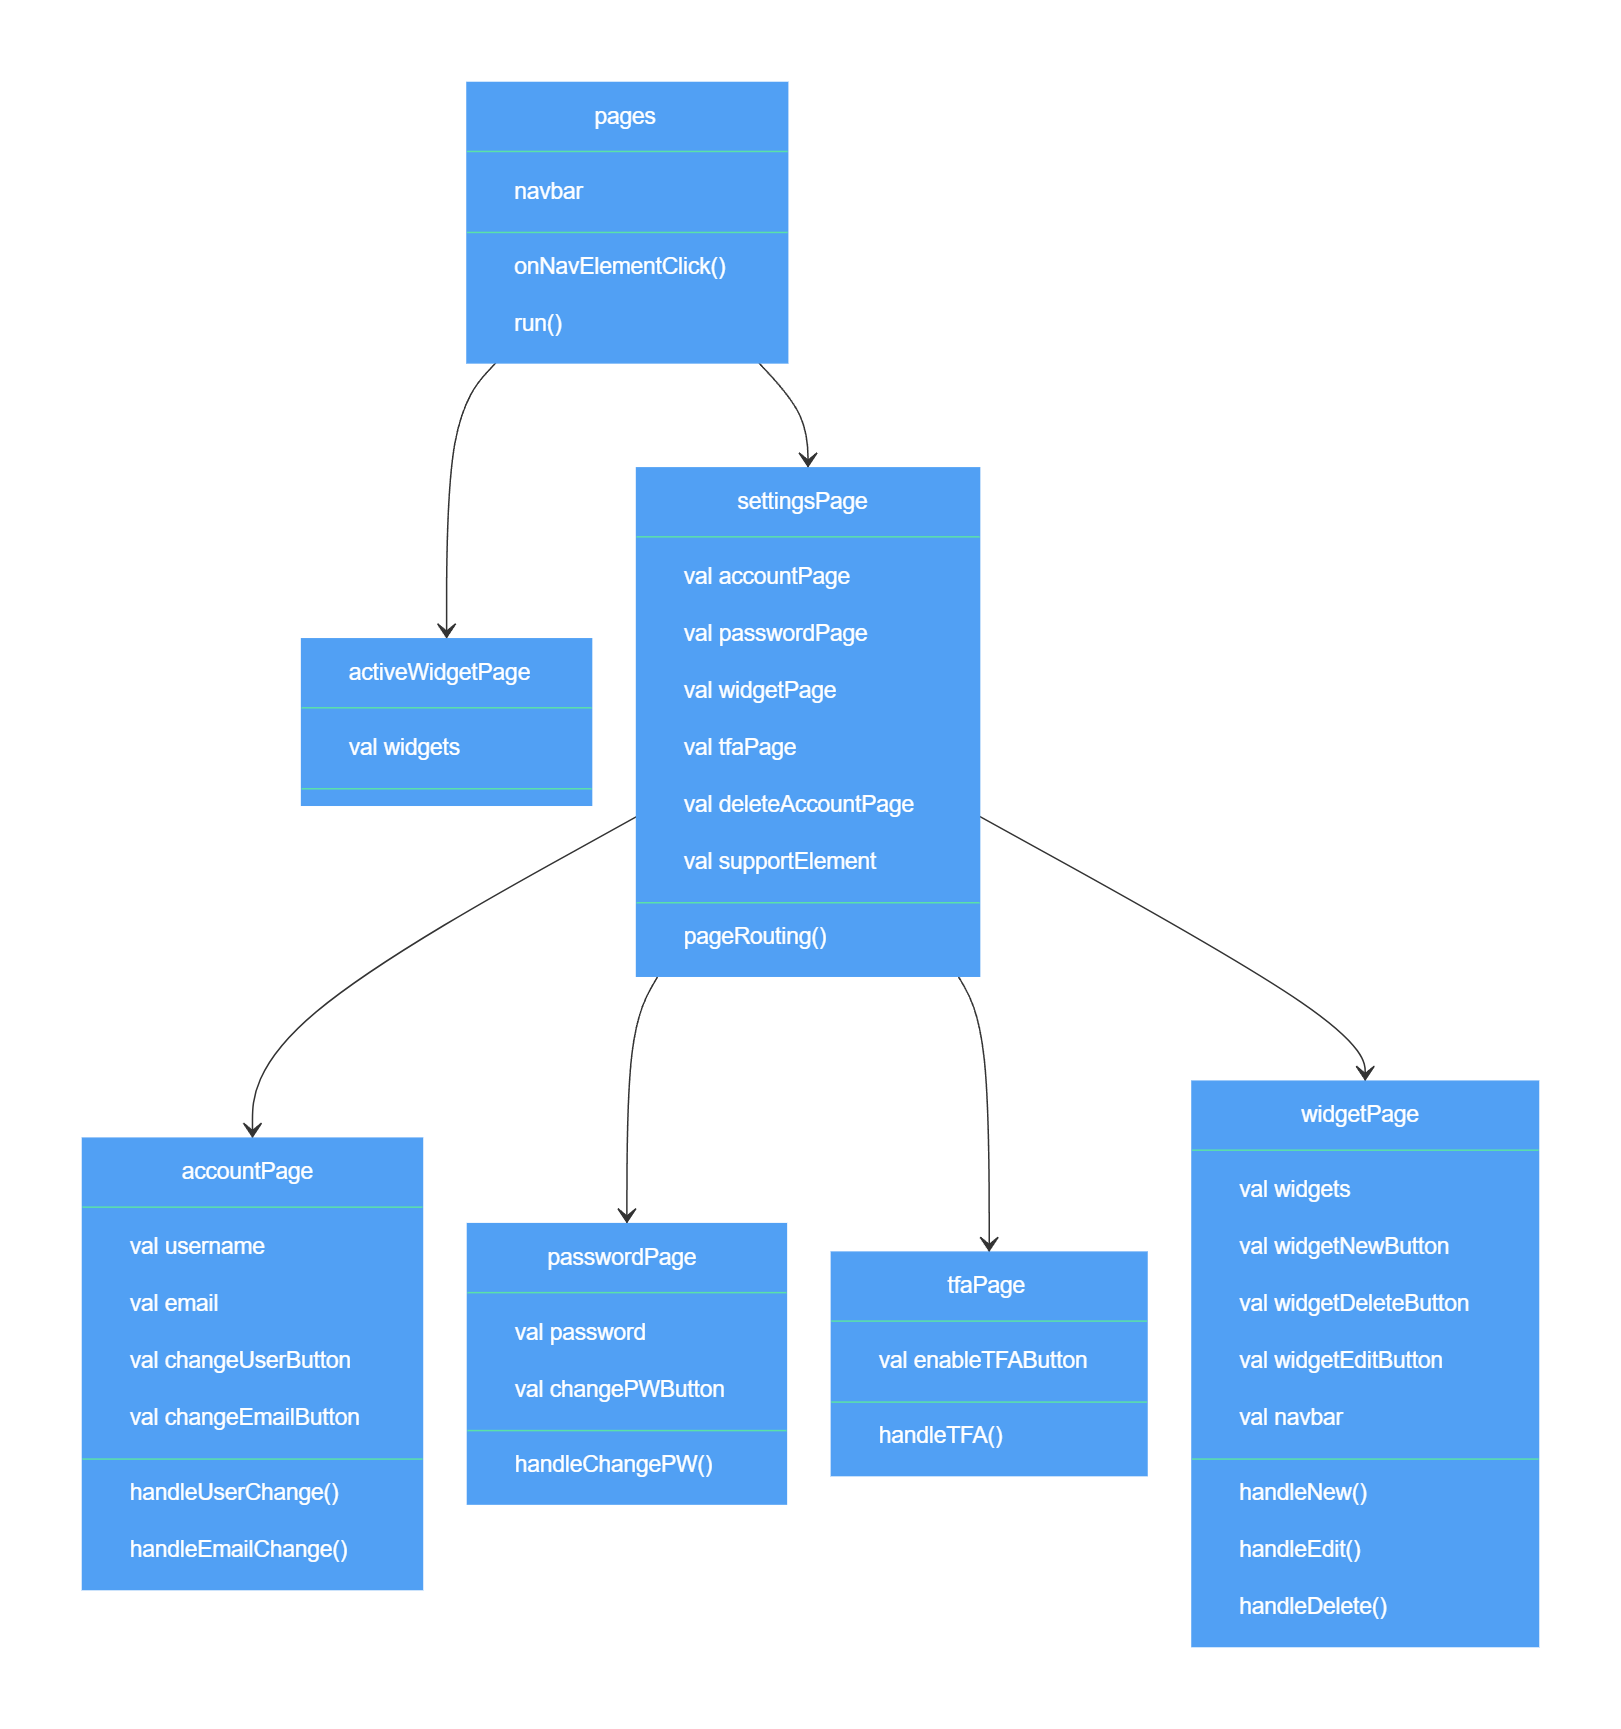 pages
navbar
onNavElementClick()
run()
settingsPage
val accountPage
val passwordPage
val widgetPage
val tfaPage
val deleteAccountPage
val supportElement
pageRouting()
activeWidgetPage
val widgets
accountPage
val username
val email
val changeUserButton
val changeEmailButton
handleUserChange()
handleEmailChange()
passwordPage
val password
val changePWButton
handleChangePW()
tfaPage
val enableTFAButton
handleTFA()
widgetPage
val widgets
val widgetNewButton
val widgetDeleteButton
val widgetEditButton
val navbar
handleNew()
handleEdit()
handleDelete()